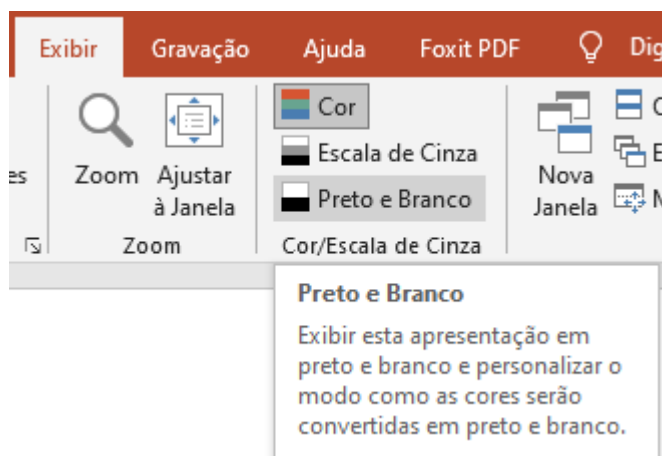 Exibir Gravação Ajuda Foxit PDF
Cor
Escala de Cinza
Preto e Branco
Zoom
Ajustar
à Janela
Nova
Janela
Zoom
Cor/Escala de Cinza
Preto e Branco
Exibir esta apresentação em
preto e branco e personalizar o
modo como as cores serão
convertidas em preto e branco.